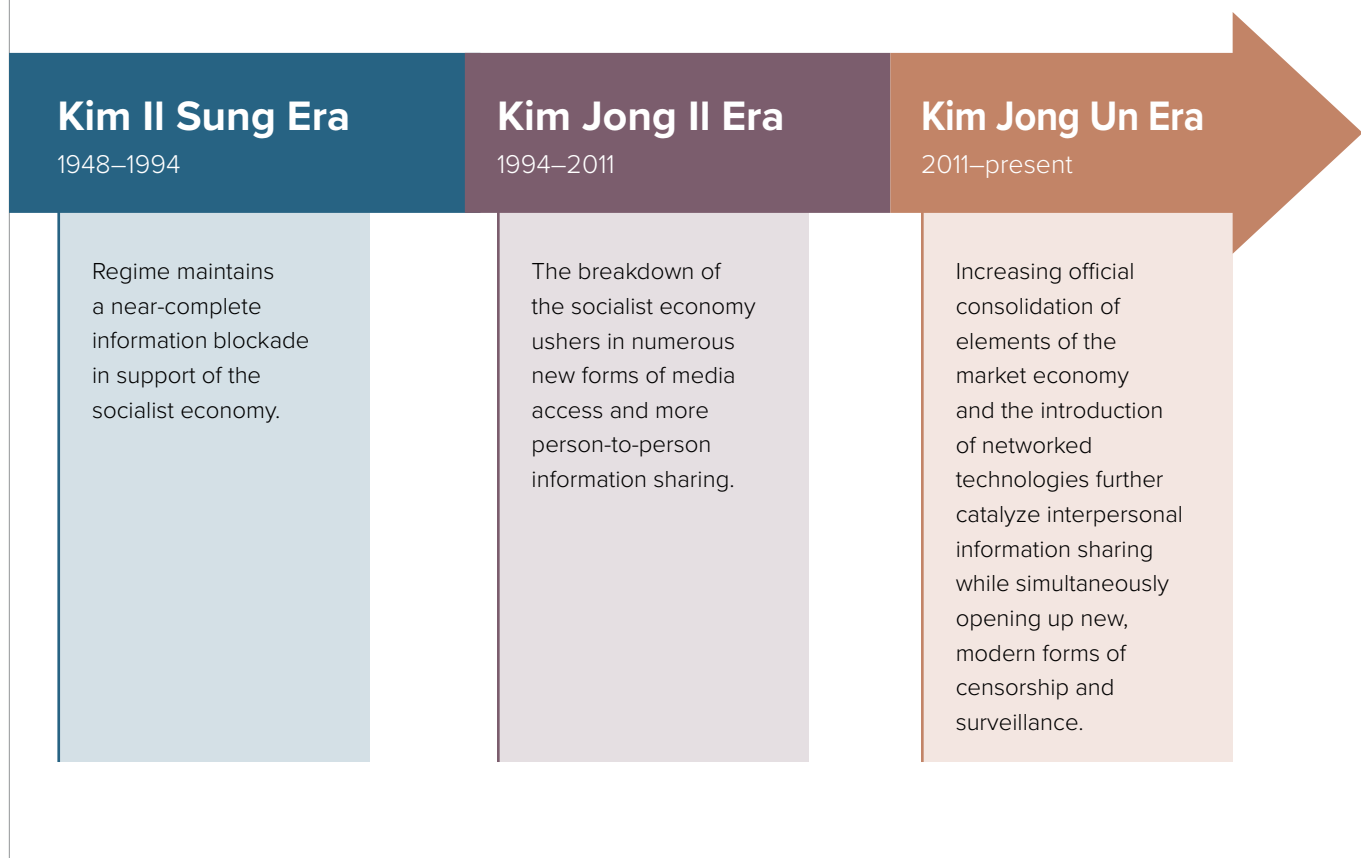 Kim Il Sung Era
1948–1994
Regime maintains
a near-complete
information blockade
in support of the
socialist economy.
Kim Jong Il Era
1994–2011
The breakdown of
the socialist economy
ushers in numerous
new forms of media
access and more
person-to-person
information sharing.
Kim Jong Un Era
2011–present
Increasing official
consolidation of
elements of the
market economy
and the introduction
of networked
technologies further
catalyze interpersonal
information sharing
while simultaneously
opening up new,
modern forms of
censorship and
surveillance.